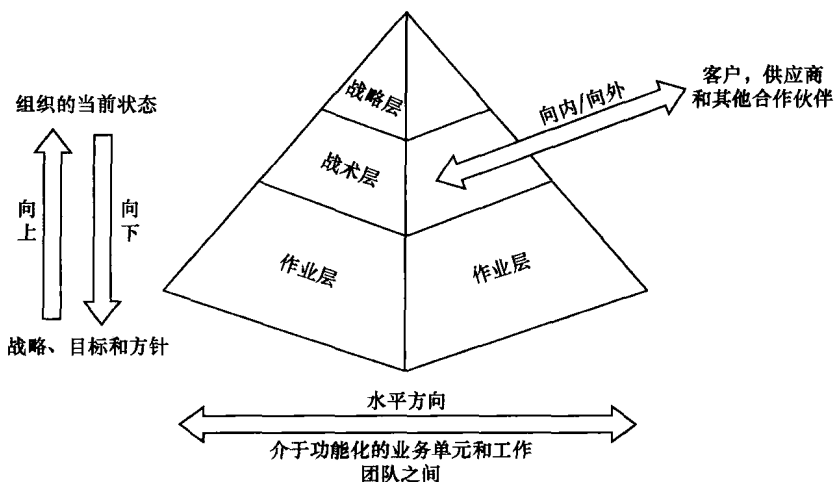 战略层
战术层
作业层
作业层
向内/向外
客户，供应商
和其他合作伙伴
组织的当前状态
向上
向下
战略、目标和方针
水平方向
介于功能化的业务单元和工作
团队之间